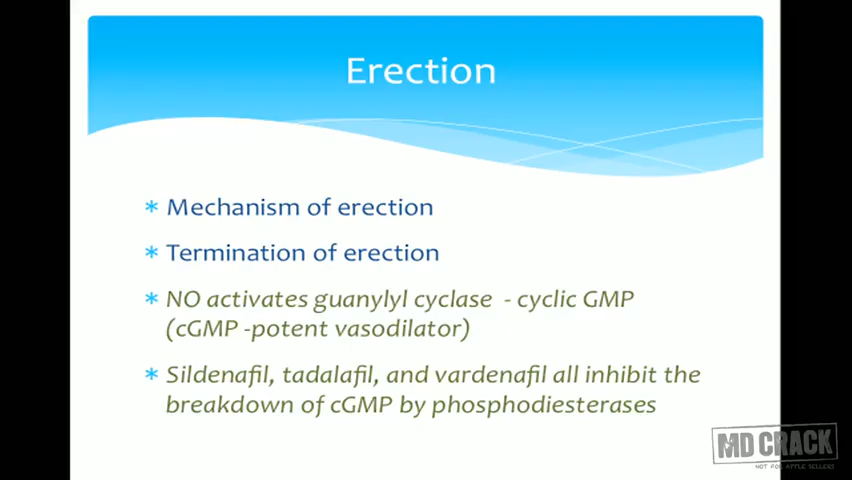 Erection
* Mechanism of erection
* Termination of erection
* NO activates guanylyl cyclase - cyclic GMP
(cGMP -potent vasodilator)
* Sildenafil, tadalafil, and vardenafil all inhibit the
breakdown of cGMP by phosphodiesterases
MD CRACK
NOT FOR APPLE SELLERS